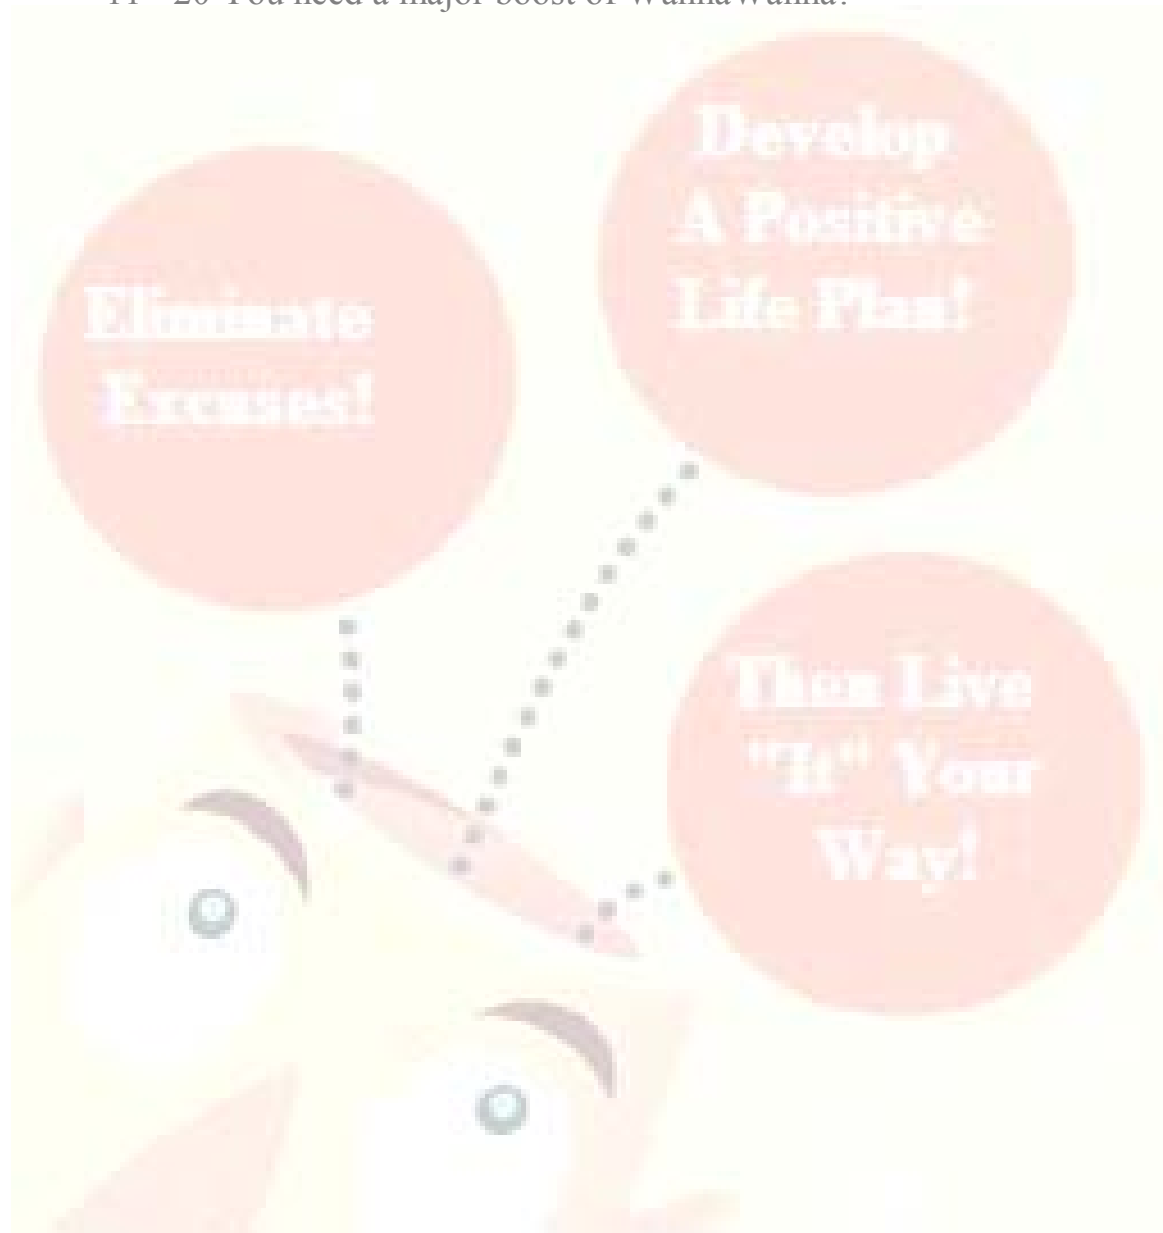 11 - 20 You need a major boost of WannaWanna!
Develop
A Positive
Life Plan!
Eliminate
Excuses!
Then Live
"It" Your
Way!